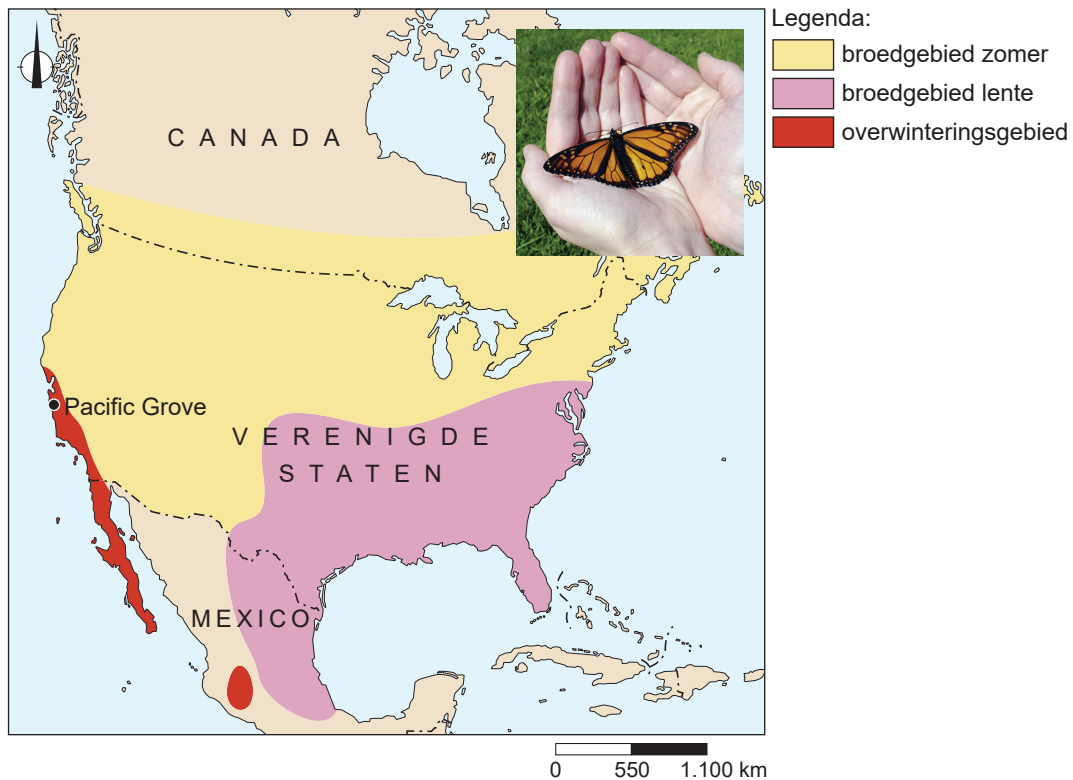 Legenda:
broedgebied zomer
broedgebied lente
overwinteringsgebied
CANADA
Pacific Grove
VERENIGDE
STATEN
MEXICO
0 550 1.100 km